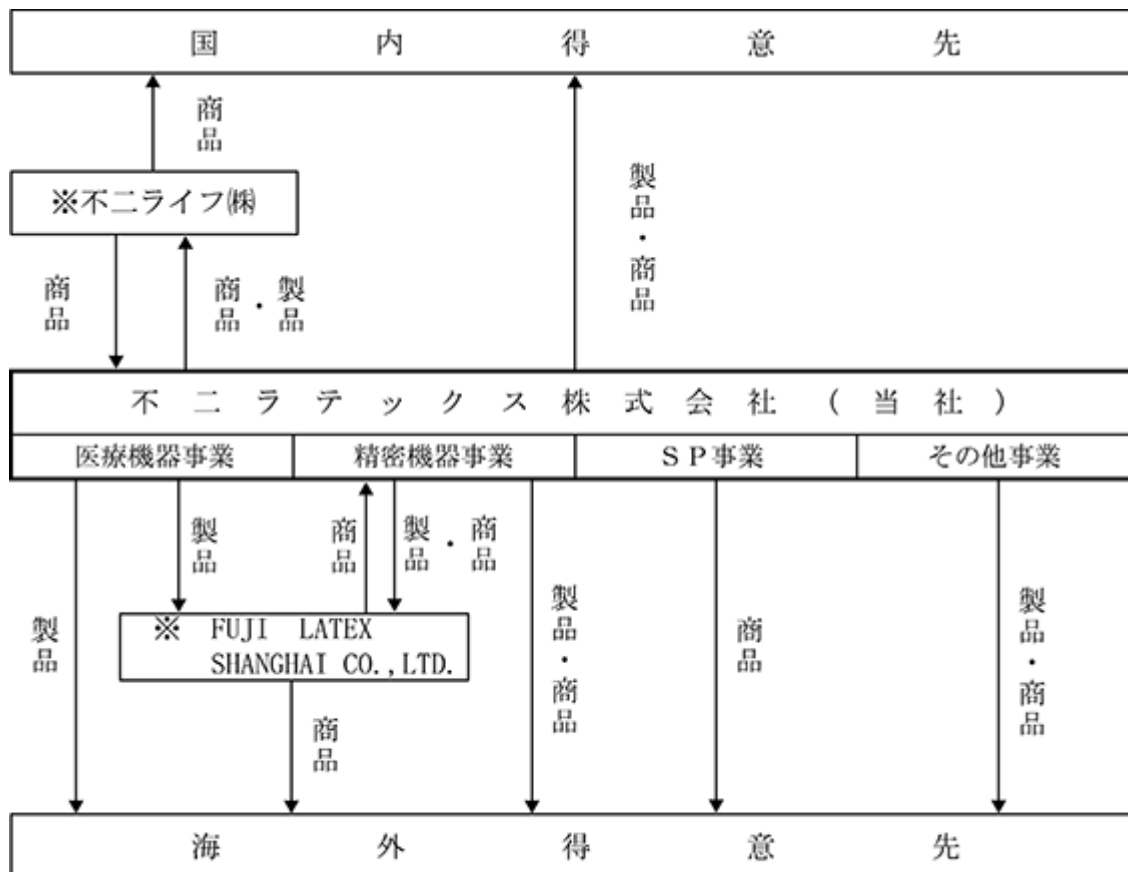 国内得意先
商品
※不二ライフ㈱
製品・商品
商品
商品・製品
不二ラテックス株式会社(当社)
医療機器事業
精密機器事業
ＳＰ事業
その他事業
製品
商品
製品・商品
製品
※ FUJI LATEX
SHANGHAI CO.,LTD.
製品・商品
商品
製品・商品
商品
海外得意先